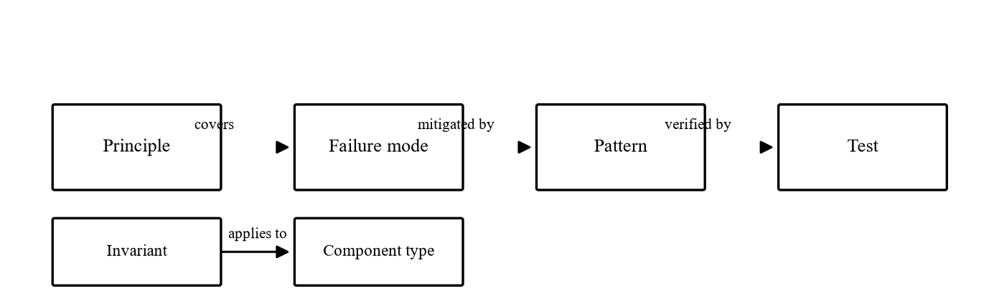 covers
mitigated by
verified by
Principle
Failure mode
Pattern
Test
applies to
Invariant
Component type